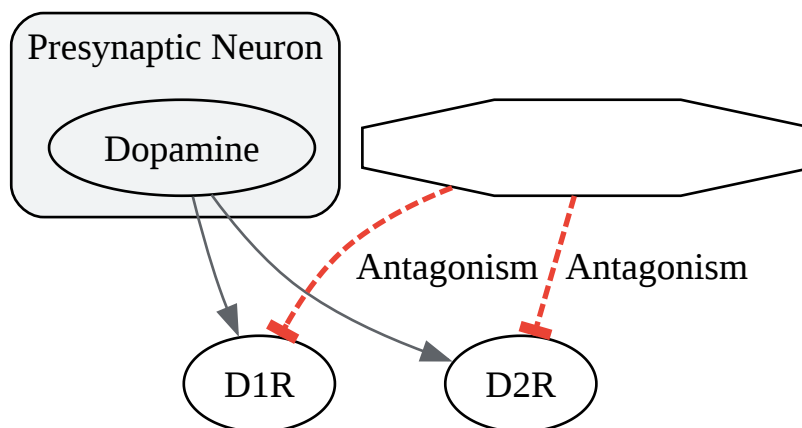 Presynaptic Neuron
Dopamine
Antagonism
Antagonism
D1R
D2R